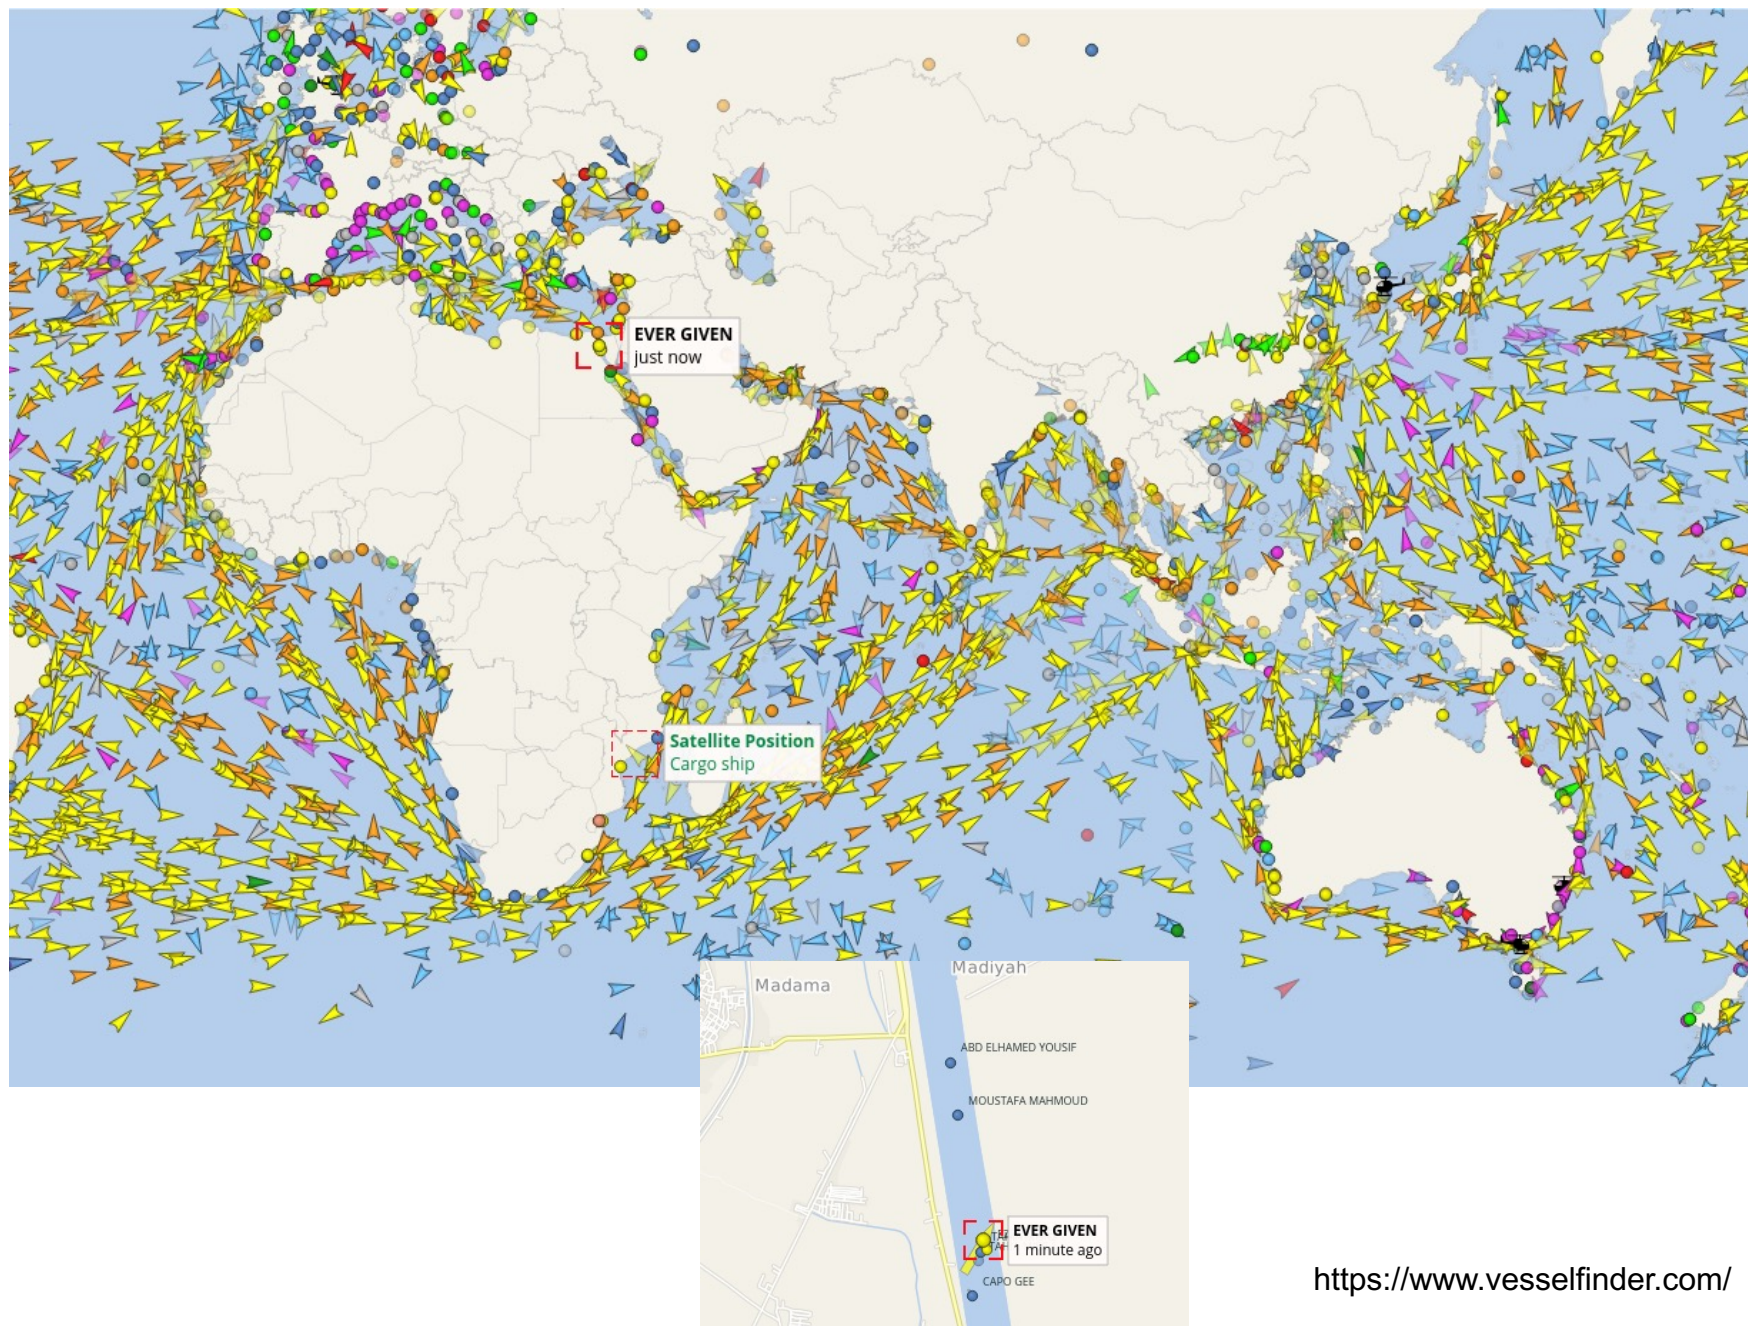 EVER GIVEN
just now
Satellite Position
Cargo ship
Madiyah
Madama
ABD ELHAMED YOUSIF
MOUSTAFA MAHMOUD
EVER GIVEN
1 minute ago
CAPO GEE
https://www.vesselfinder.com/